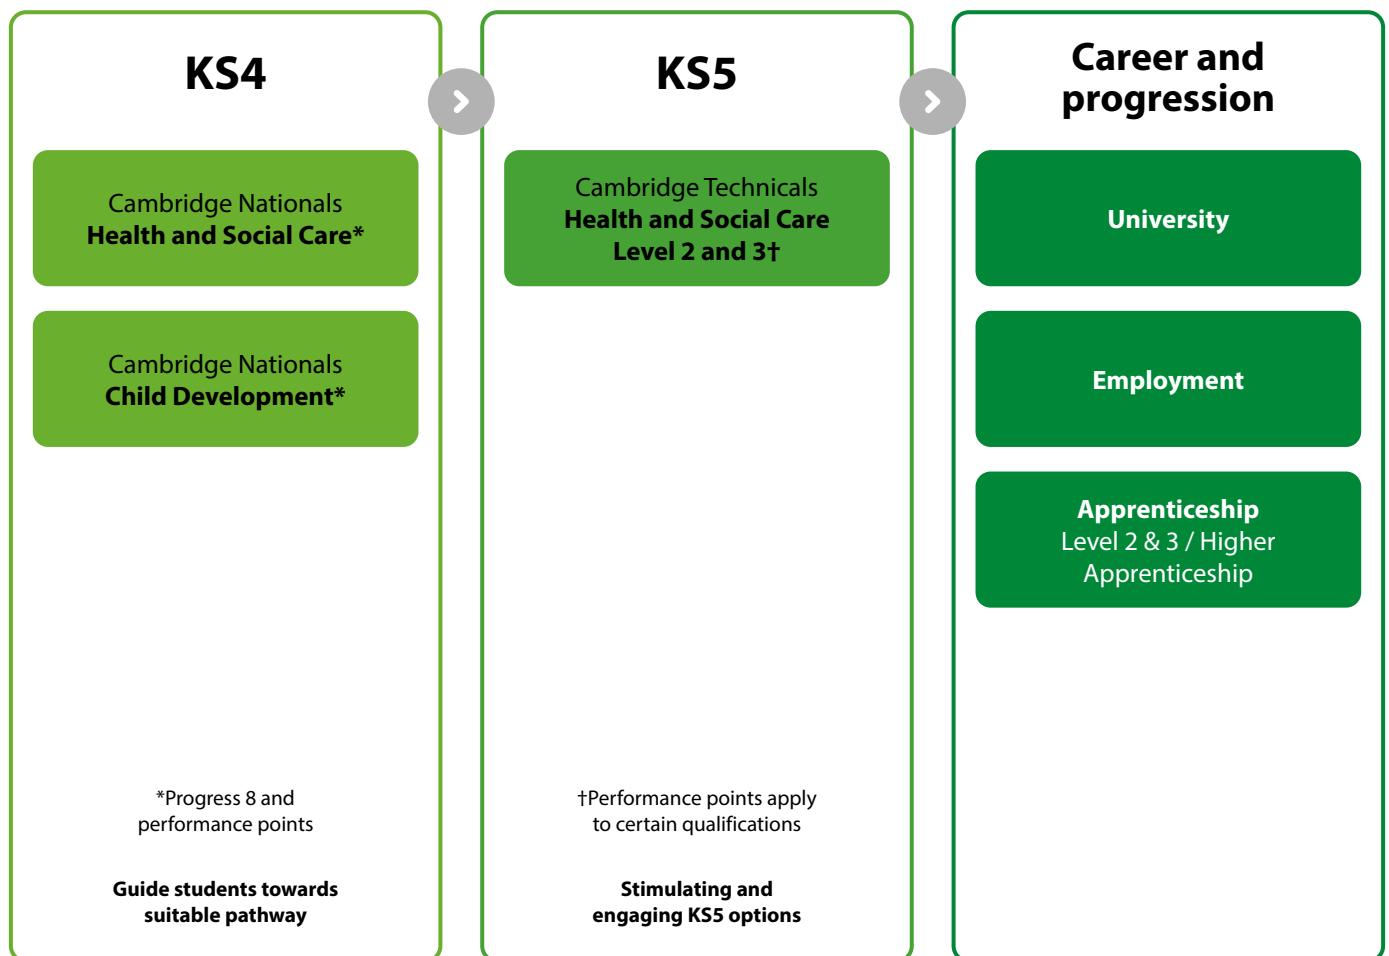 KS4
Cambridge Nationals
Health and Social Care*
Cambridge Nationals
Child Development*
*Progress 8 and
performance points
Guide students towards
suitable pathway
KS5
Cambridge Technicals
Health and Social Care
Level 2 and 3†
†Performance points apply
to certain qualifications
Stimulating and
engaging KS5 options
Career and
progression
University
Employment
Apprenticeship
Level 2 & 3 / Higher
Apprenticeship